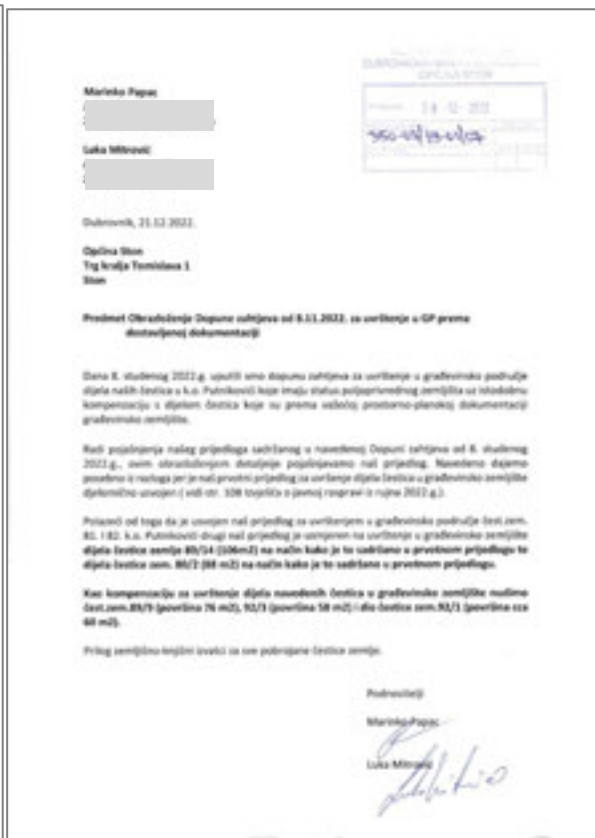 OPĆINA STON
Marinko Papac
Luka Mitrović
Dubrovnik, 21.12.2022.
Općina Ston
Trg kralja Tomislava 1
Ston
Predmet Obrazloženje Dopune zahtjeva od 8.11.2022. za uvrštenje u GP prema
dostavljenoj dokumentaciji
Dana 8. studenog 2022.g. uputili smo dopunu zahtjeva za uvrštenje u građevinsko područje
dijela naših čestica u k.o. Putnikovići koje imaju status poljoprivrednog zemljišta uz istodobnu
kompenzaciju s dijelom čestica koje su prema važećoj prostorno-planskoj dokumentaciji
građevinsko zemljište.
Radi pojašnjenja našeg prijedloga sadržanog u navedenoj Dopuni zahtjeva od 8. studenog
2022.g., ovim obrazloženjem detaljnije pojašnjavamo naš prijedlog. Navedeno dajemo
posebno iz razloga jer je naš prvotni prijedlog za uvrštenje dijela čestica u građevinsko zemljište
djelomično usvojen ( vidi str. 108 Izvješća o javnoj raspravi iz rujna 2022.g.).
Polazeći od toga da je usvojen naš prijedlog za uvrštenjem u građevinsko područje čest.zem.
81. i 82. k.o. Putnikovići drugi naš prijedlog je usmjeren na uvrštenje u građevinsko zemljište
dijela čestice zemlje 80/14 (106m2) na način kako je to sadržano u prvotnom prijedlogu te
dijela čestice zem. 80/2 (88 m2) na način kako je to sadržano u prvotnom prijedlogu.
Kao kompenzaciju za uvrštenje dijela navedenih čestica u građevinsko zemljište nudimo
čest.zem.89/9 (površina 76 m2), 92/3 (površina 58 m2) i dio čestice zem.92/1 (površina cca
60 m2).
Prilog zemljišno-knjižni izvatci za sve pobrojane čestice zemlje.
Podnositelji
Marinko Papac
Luka Mitrović